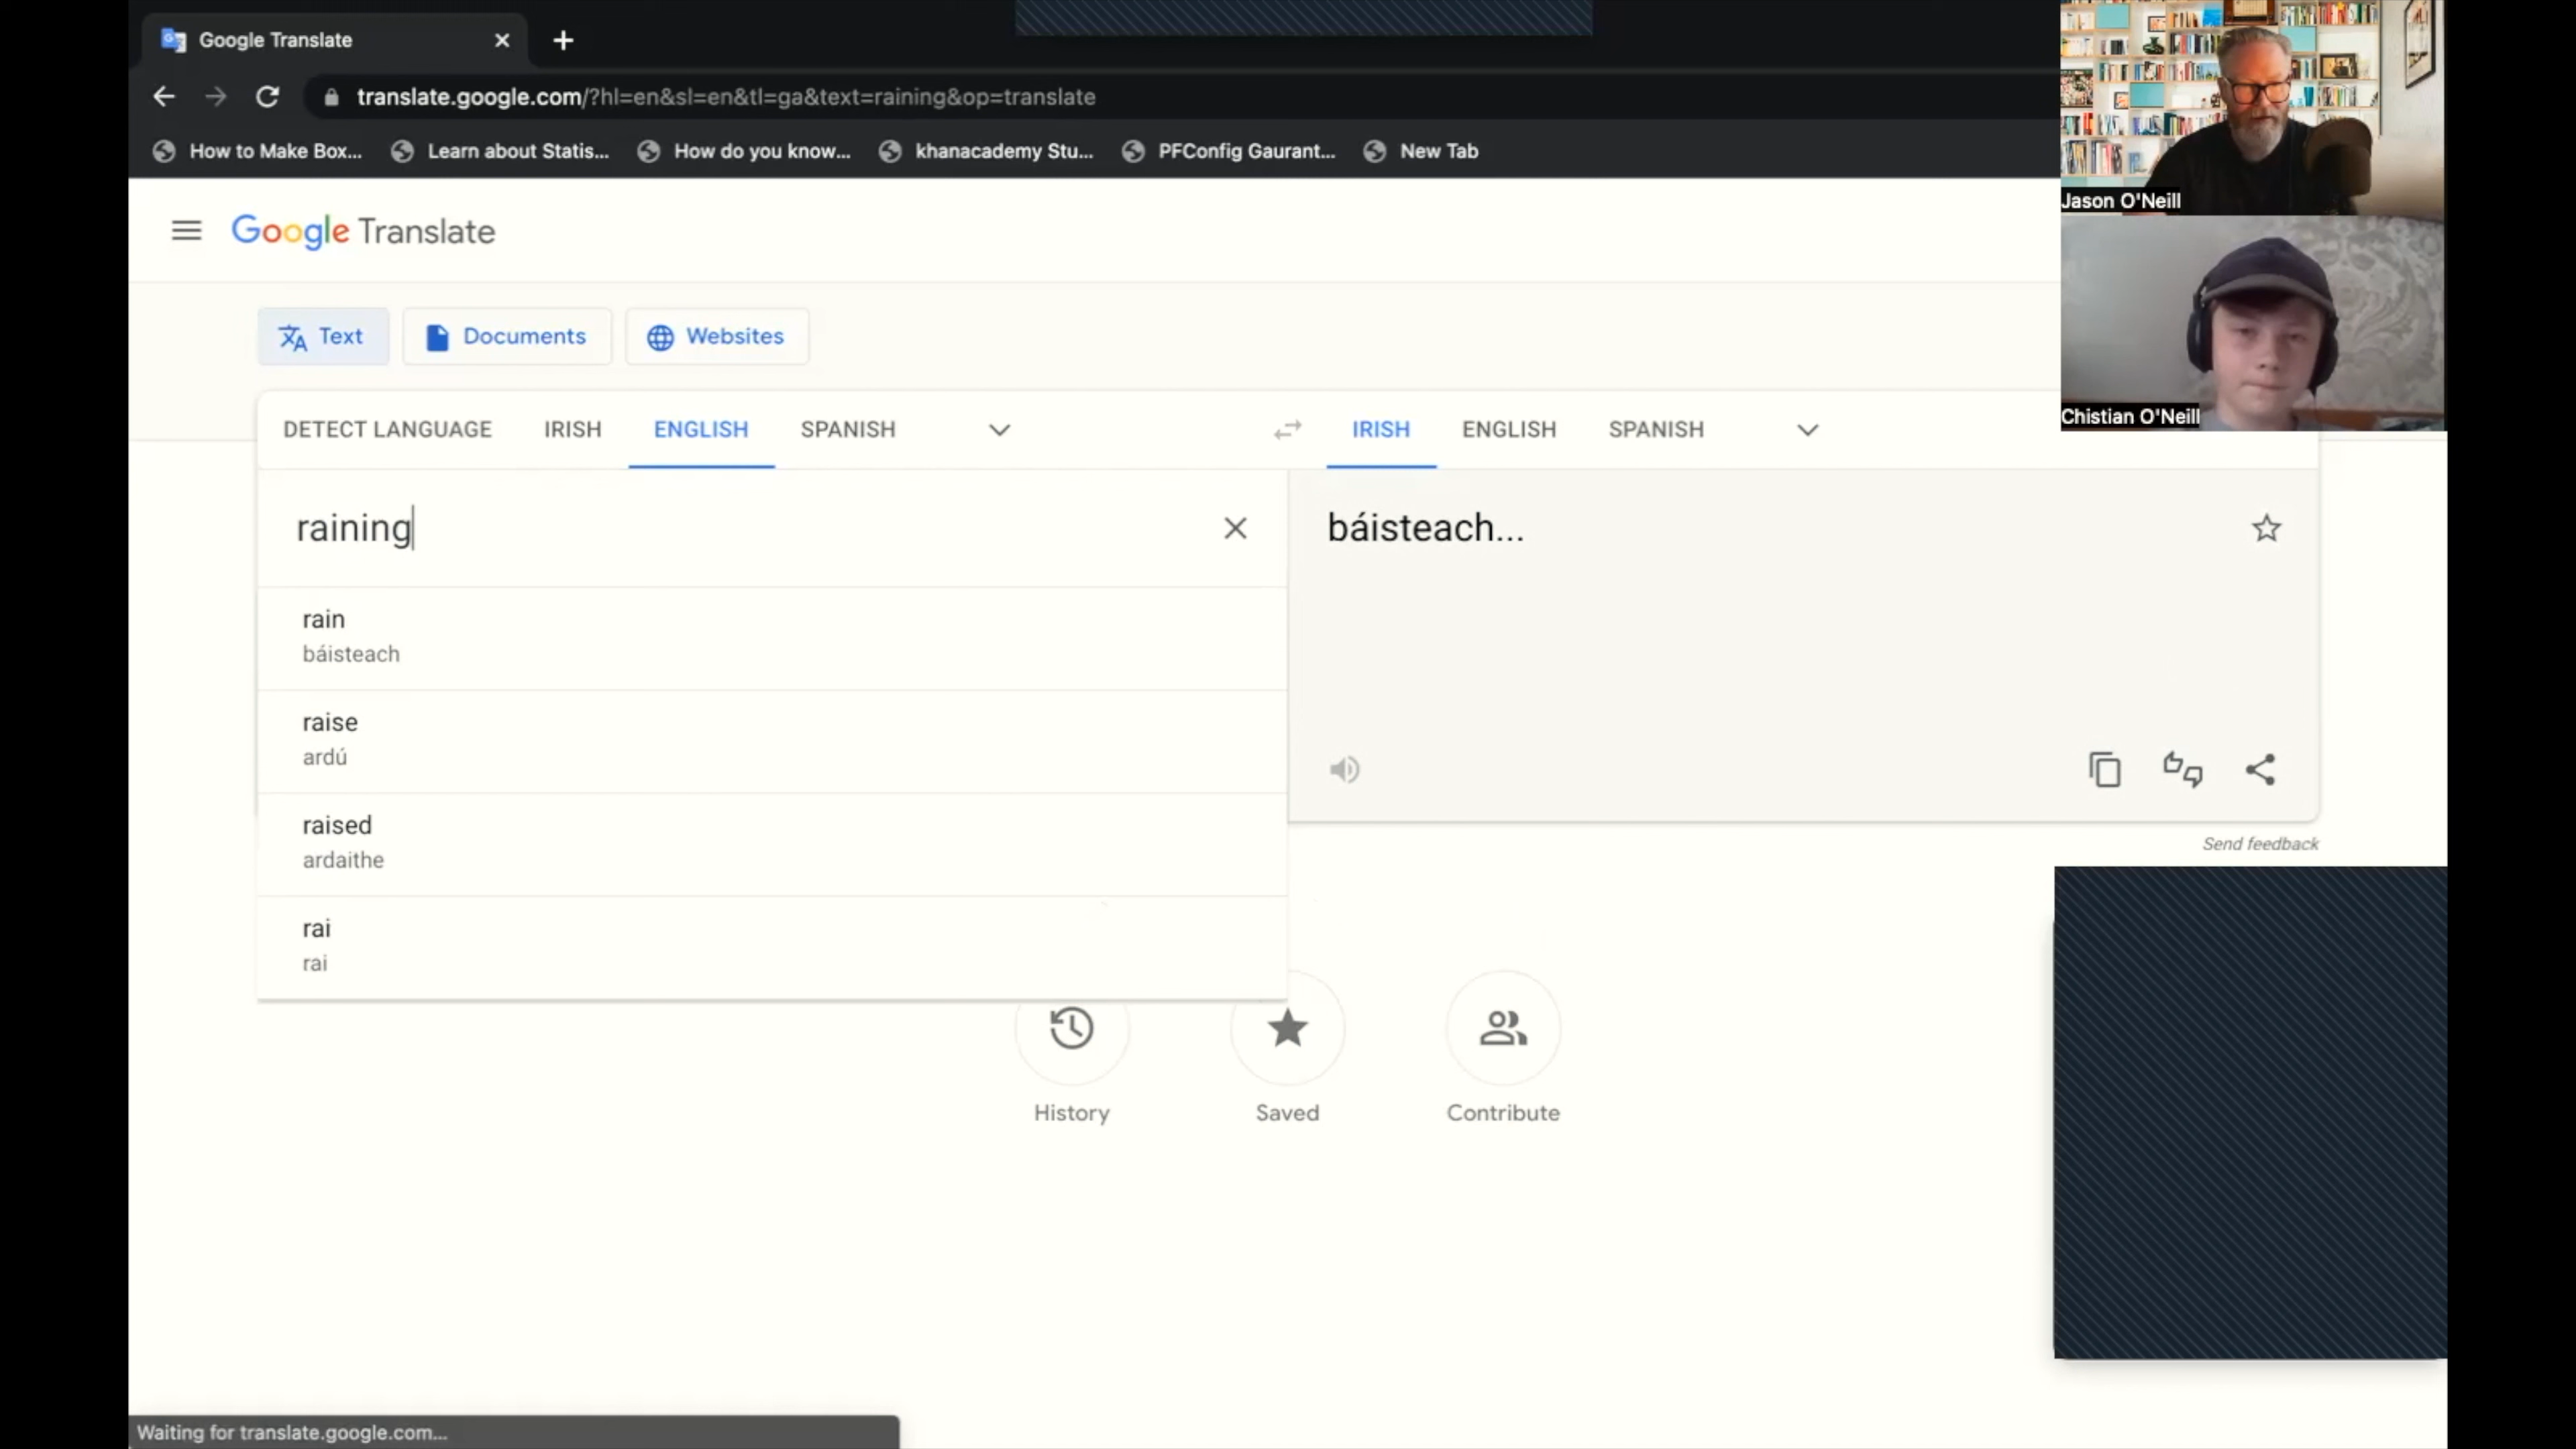 Google Translate
translate.google.com/?hl=en&sl=en&tl=ga&text=raining&op=translate
How to Make Box... Learn about Statis... How do you know... khanacademy Stu... PFConfig Gaurant... New Tab
Jason O'Neill
Google Translate
Text Documents Websites
Chistian O'Neill
DETECT LANGUAGE IRISH ENGLISH SPANISH IRISH ENGLISH SPANISH
raining
báisteach...
rain
báisteach
raise
ardú
raised
ardaithe
Send feedback
rai
rai
History Saved Contribute
Waiting for translate.google.com...